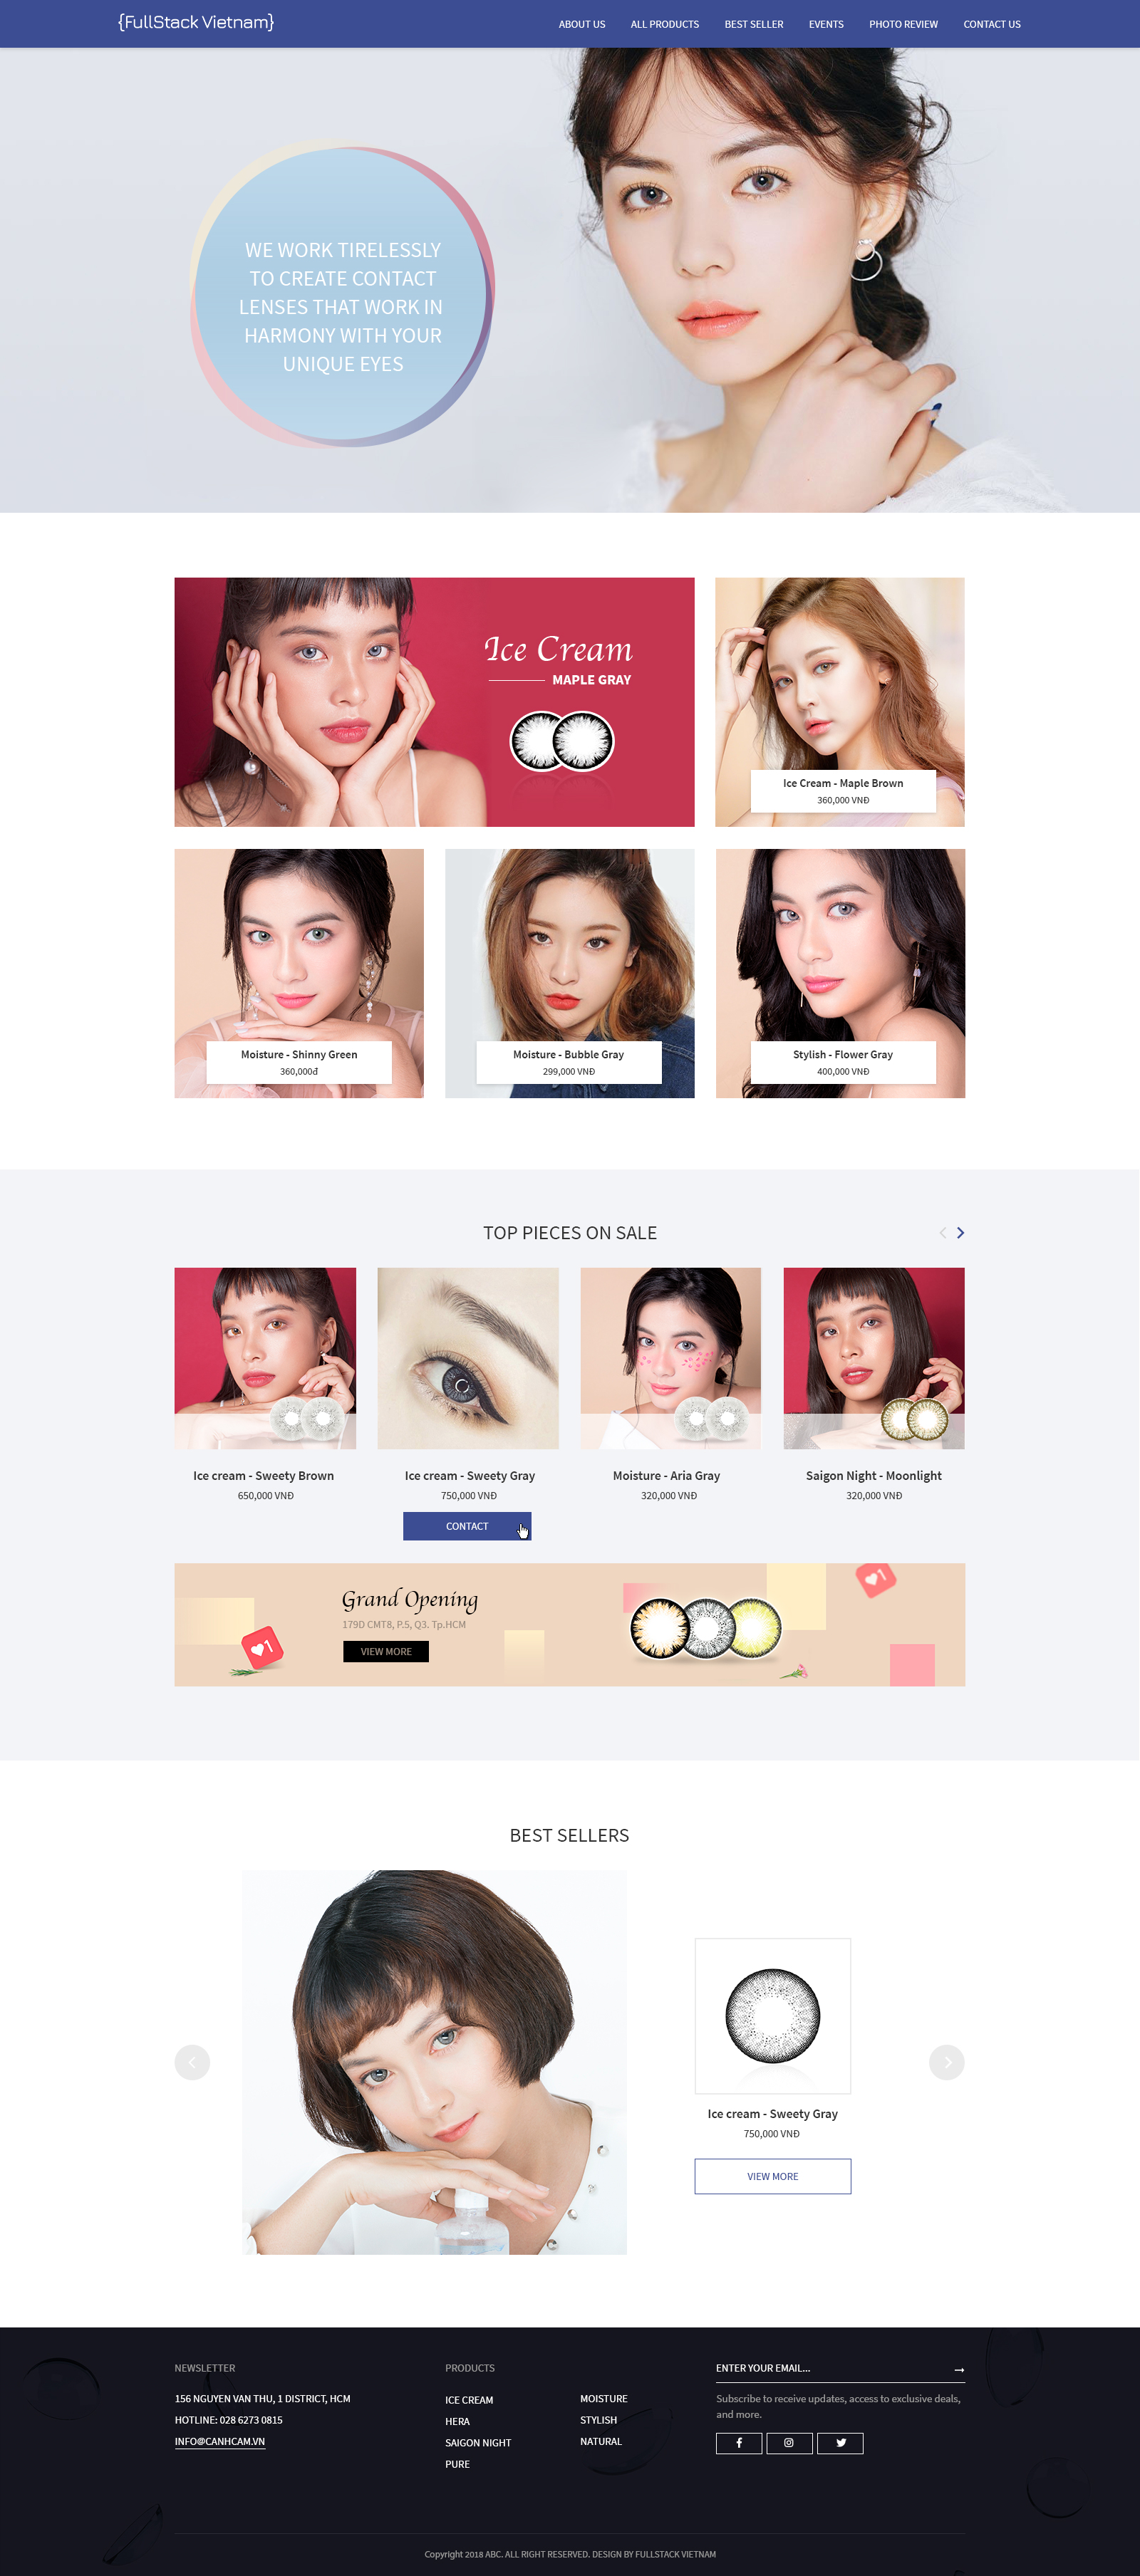 {FullStack Vietnam}
ABOUT US
ALL PRODUCTS
BEST SELLER
EVENTS
PHOTO REVIEW
CONTACT US
WE WORK TIRELESSLY
TO CREATE CONTACT
LENSES THAT WORK IN
HARMONY WITH YOUR
UNIQUE EYES
Ice Cream
MAPLE GRAY
Ice Cream - Maple Brown
360,000 VNĐ
Moisture - Shinny Green
360,000đ
Moisture - Bubble Gray
299,000 VNĐ
Stylish - Flower Gray
400,000 VNĐ
TOP PIECES ON SALE
Ice cream - Sweety Brown
650,000 VNĐ
Ice cream - Sweety Gray
750,000 VNĐ
CONTACT
Moisture - Aria Gray
320,000 VNĐ
Saigon Night - Moonlight
320,000 VNĐ
1
Grand Opening
179D CMT8, P.5, Q3. Tp.HCM
VIEW MORE
1
BEST SELLERS
Ice cream - Sweety Gray
750,000 VNĐ
VIEW MORE
NEWSLETTER
156 NGUYEN VAN THU, 1 DISTRICT, HCM
HOTLINE: 028 6273 0815
INFO@CANHCAM.VN
PRODUCTS
ICE CREAM
HERA
SAIGON NIGHT
PURE
MOISTURE
STYLISH
NATURAL
ENTER YOUR EMAIL...
Subscribe to receive updates, access to exclusive deals,
and more.
Copyright 2018 ABC. ALL RIGHT RESERVED. DESIGN BY FULLSTACK VIETNAM